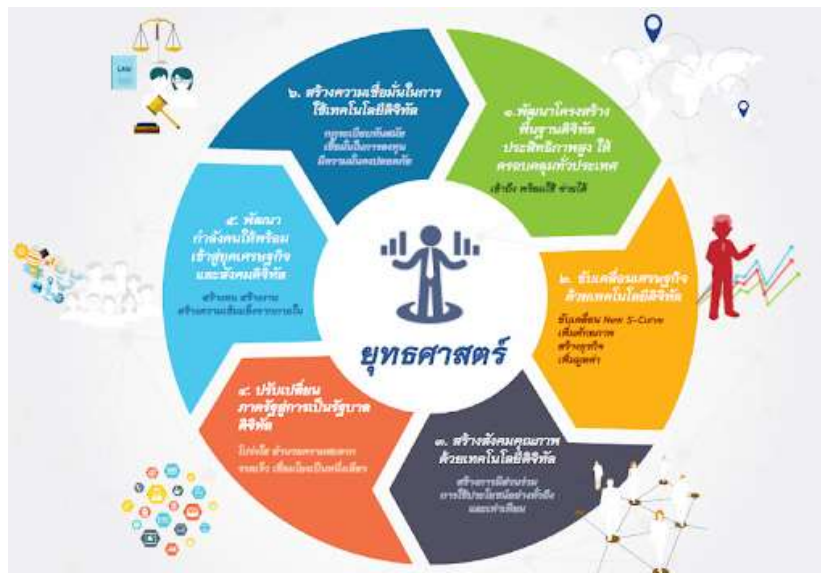 ยุทธศาสตร์
๑.พัฒนาโครงสร้าง
พื้นฐานดิจิทัล
ประสิทธิภาพสูง ให้
ครอบคลุมทั่วประเทศ
เข้าถึง พร้อมใช้ จ่ายได้
๒. ขับเคลื่อนเศรษฐกิจ
ด้วยเทคโนโลยีดิจิทัล
ขับเคลื่อน New S-Curve
เพิ่มศักยภาพ
สร้างธุรกิจ
เพิ่มมูลค่า
๓. สร้างสังคมคุณภาพ
ด้วยเทคโนโลยีดิจิทัล
สร้างการมีส่วนร่วม
การใช้ประโยชน์อย่างทั่วถึง
และเท่าเทียม
๔. ปรับเปลี่ยน
ภาครัฐสู่การเป็นรัฐบาล
ดิจิทัล
โปร่งใส อำนวยความสะดวก
รวดเร็ว เชื่อมโยงเป็นหนึ่งเดียว
๕. พัฒนา
กำลังคนให้พร้อม
เข้าสู่ยุคเศรษฐกิจ
และสังคมดิจิทัล
สร้างคน สร้างงาน
สร้างความเข้มแข็งจากภายใน
๖. สร้างความเชื่อมั่นในการ
ใช้เทคโนโลยีดิจิทัล
กฎระเบียบทันสมัย
เชื่อมั่นในการลงทุน
มีความมั่นคงปลอดภัย
LAW